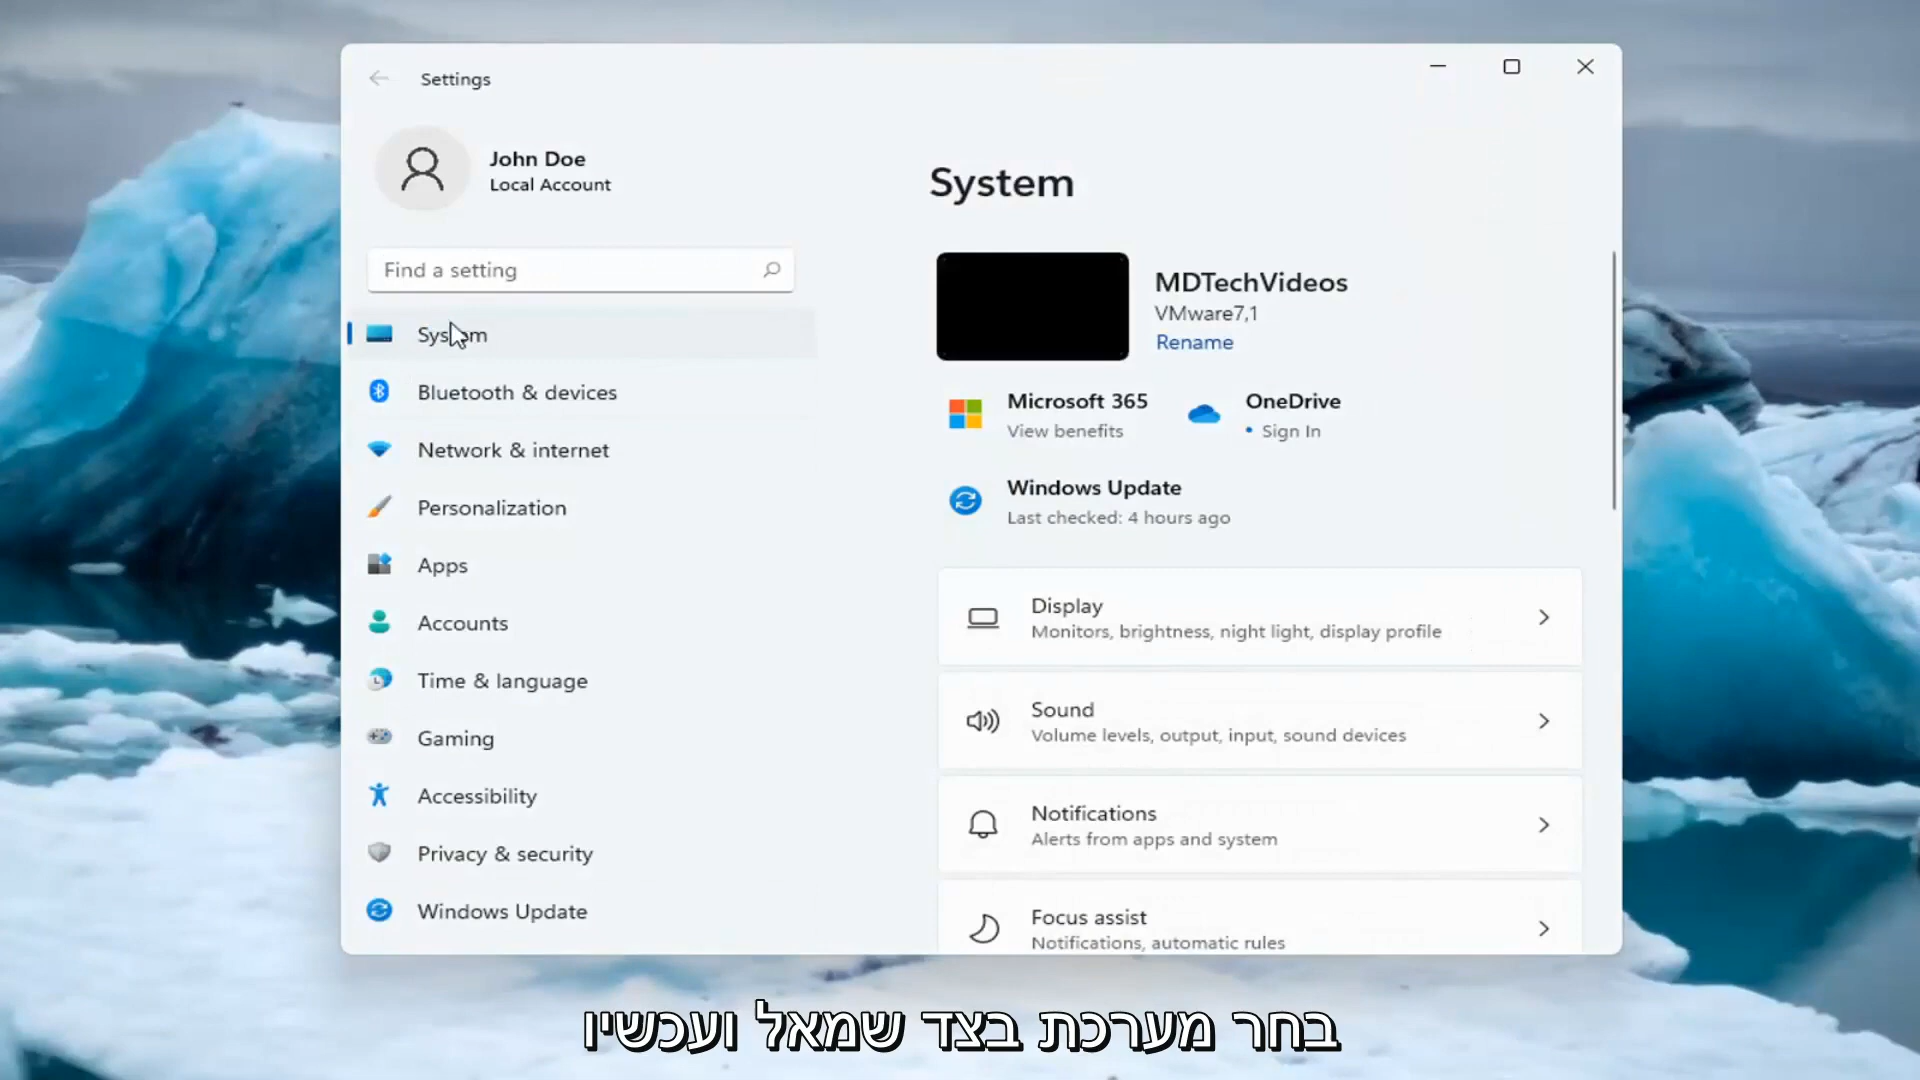 Settings
John Doe
Local Account
Find a setting
System
Bluetooth & devices
Network & internet
Personalization
Apps
Accounts
Time & language
Gaming
Accessibility
Privacy & security
Windows Update
System
MDTechVideos
VMware7,1
Rename
Microsoft 365
View benefits
OneDrive
• Sign In
Windows Update
Last checked: 4 hours ago
Display
Monitors, brightness, night light, display profile
Sound
Volume levels, output, input, sound devices
Notifications
Alerts from apps and system
Focus assist
Notifications, automatic rules
בחר מערכת בצד שמאל ועכשיו